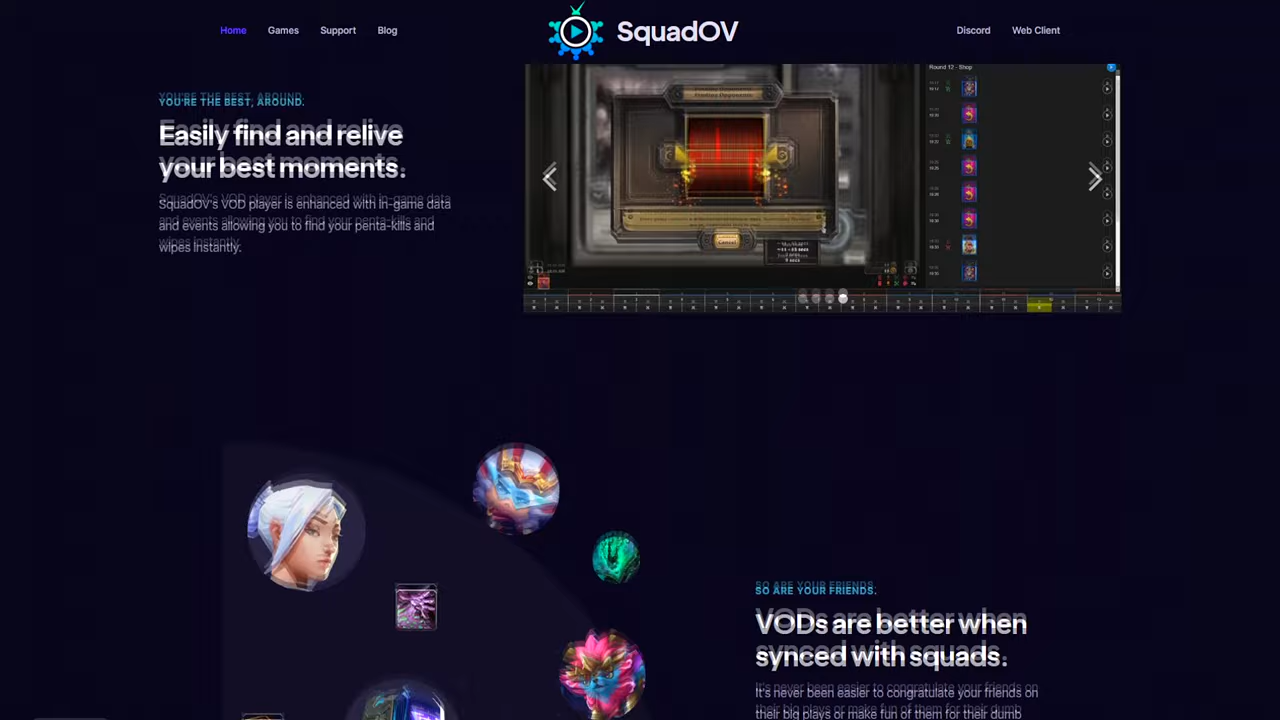 Home
Games
Support
Blog
SquadOV
Discord
Web Client
YOU'RE THE BEST, AROUND.
Easily find and relive
your best moments.
SquadOV's VOD player is enhanced with in-game data
and events allowing you to find your penta-kills and
wipes instantly.
Round 12 - Shop
Cancel
SO ARE YOUR FRIENDS.
VODs are better when
synced with squads.
It's never been easier to congratulate your friends on
their big plays or make fun of them for their dumb